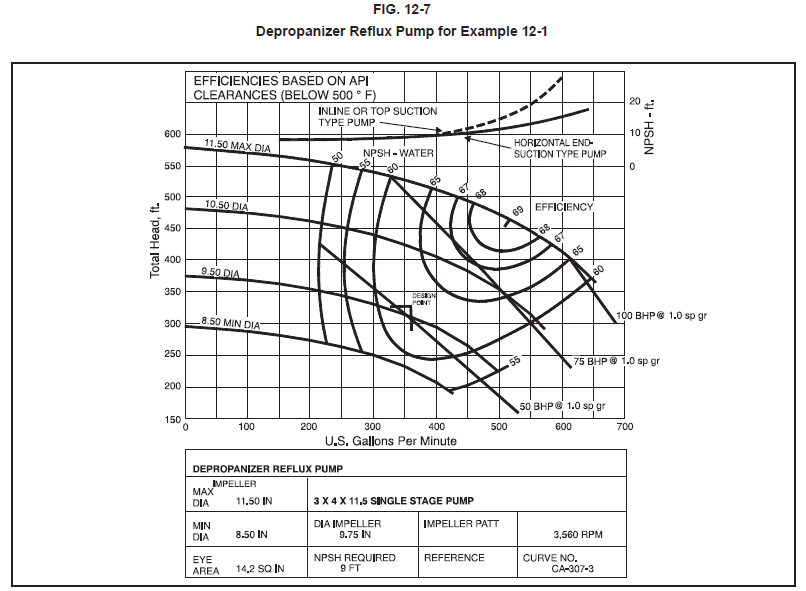 FIG. 12-7
Depropanizer Reflux Pump for Example 12-1
EFFICIENCIES BASED ON API
CLEARANCES (BELOW 500 ° F)
INLINE OR TOP SUCTION
TYPE PUMP
HORIZONTAL END-
SUCTION TYPE PUMP
NPSH - WATER
20
10
0
NPSH - ft.
600
550
500
450
400
350
300
250
200
150
Total Head, ft.
11.50 MAX DIA
10.50 DIA
9.50 DIA
8.50 MIN DIA
50
55
60
65
67
68
69
EFFICIENCY
68
67
65
60
55
DESIGN
POINT
100 BHP @ 1.0 sp gr
75 BHP @ 1.0 sp gr
50 BHP @ 1.0 sp gr
0
100
200
300
400
500
600
700
U.S. Gallons Per Minute
DEPROPANIZER REFLUX PUMP
IMPELLER
MAX
DIA 11.50 IN
3 X 4 X 11.5 SINGLE STAGE PUMP
MIN
DIA 8.50 IN
DIA IMPELLER
9.75 IN
IMPELLER PATT
3,560 RPM
EYE
AREA 14.2 SQ IN
NPSH REQUIRED
9 FT
REFERENCE
CURVE NO.
CA-307-3